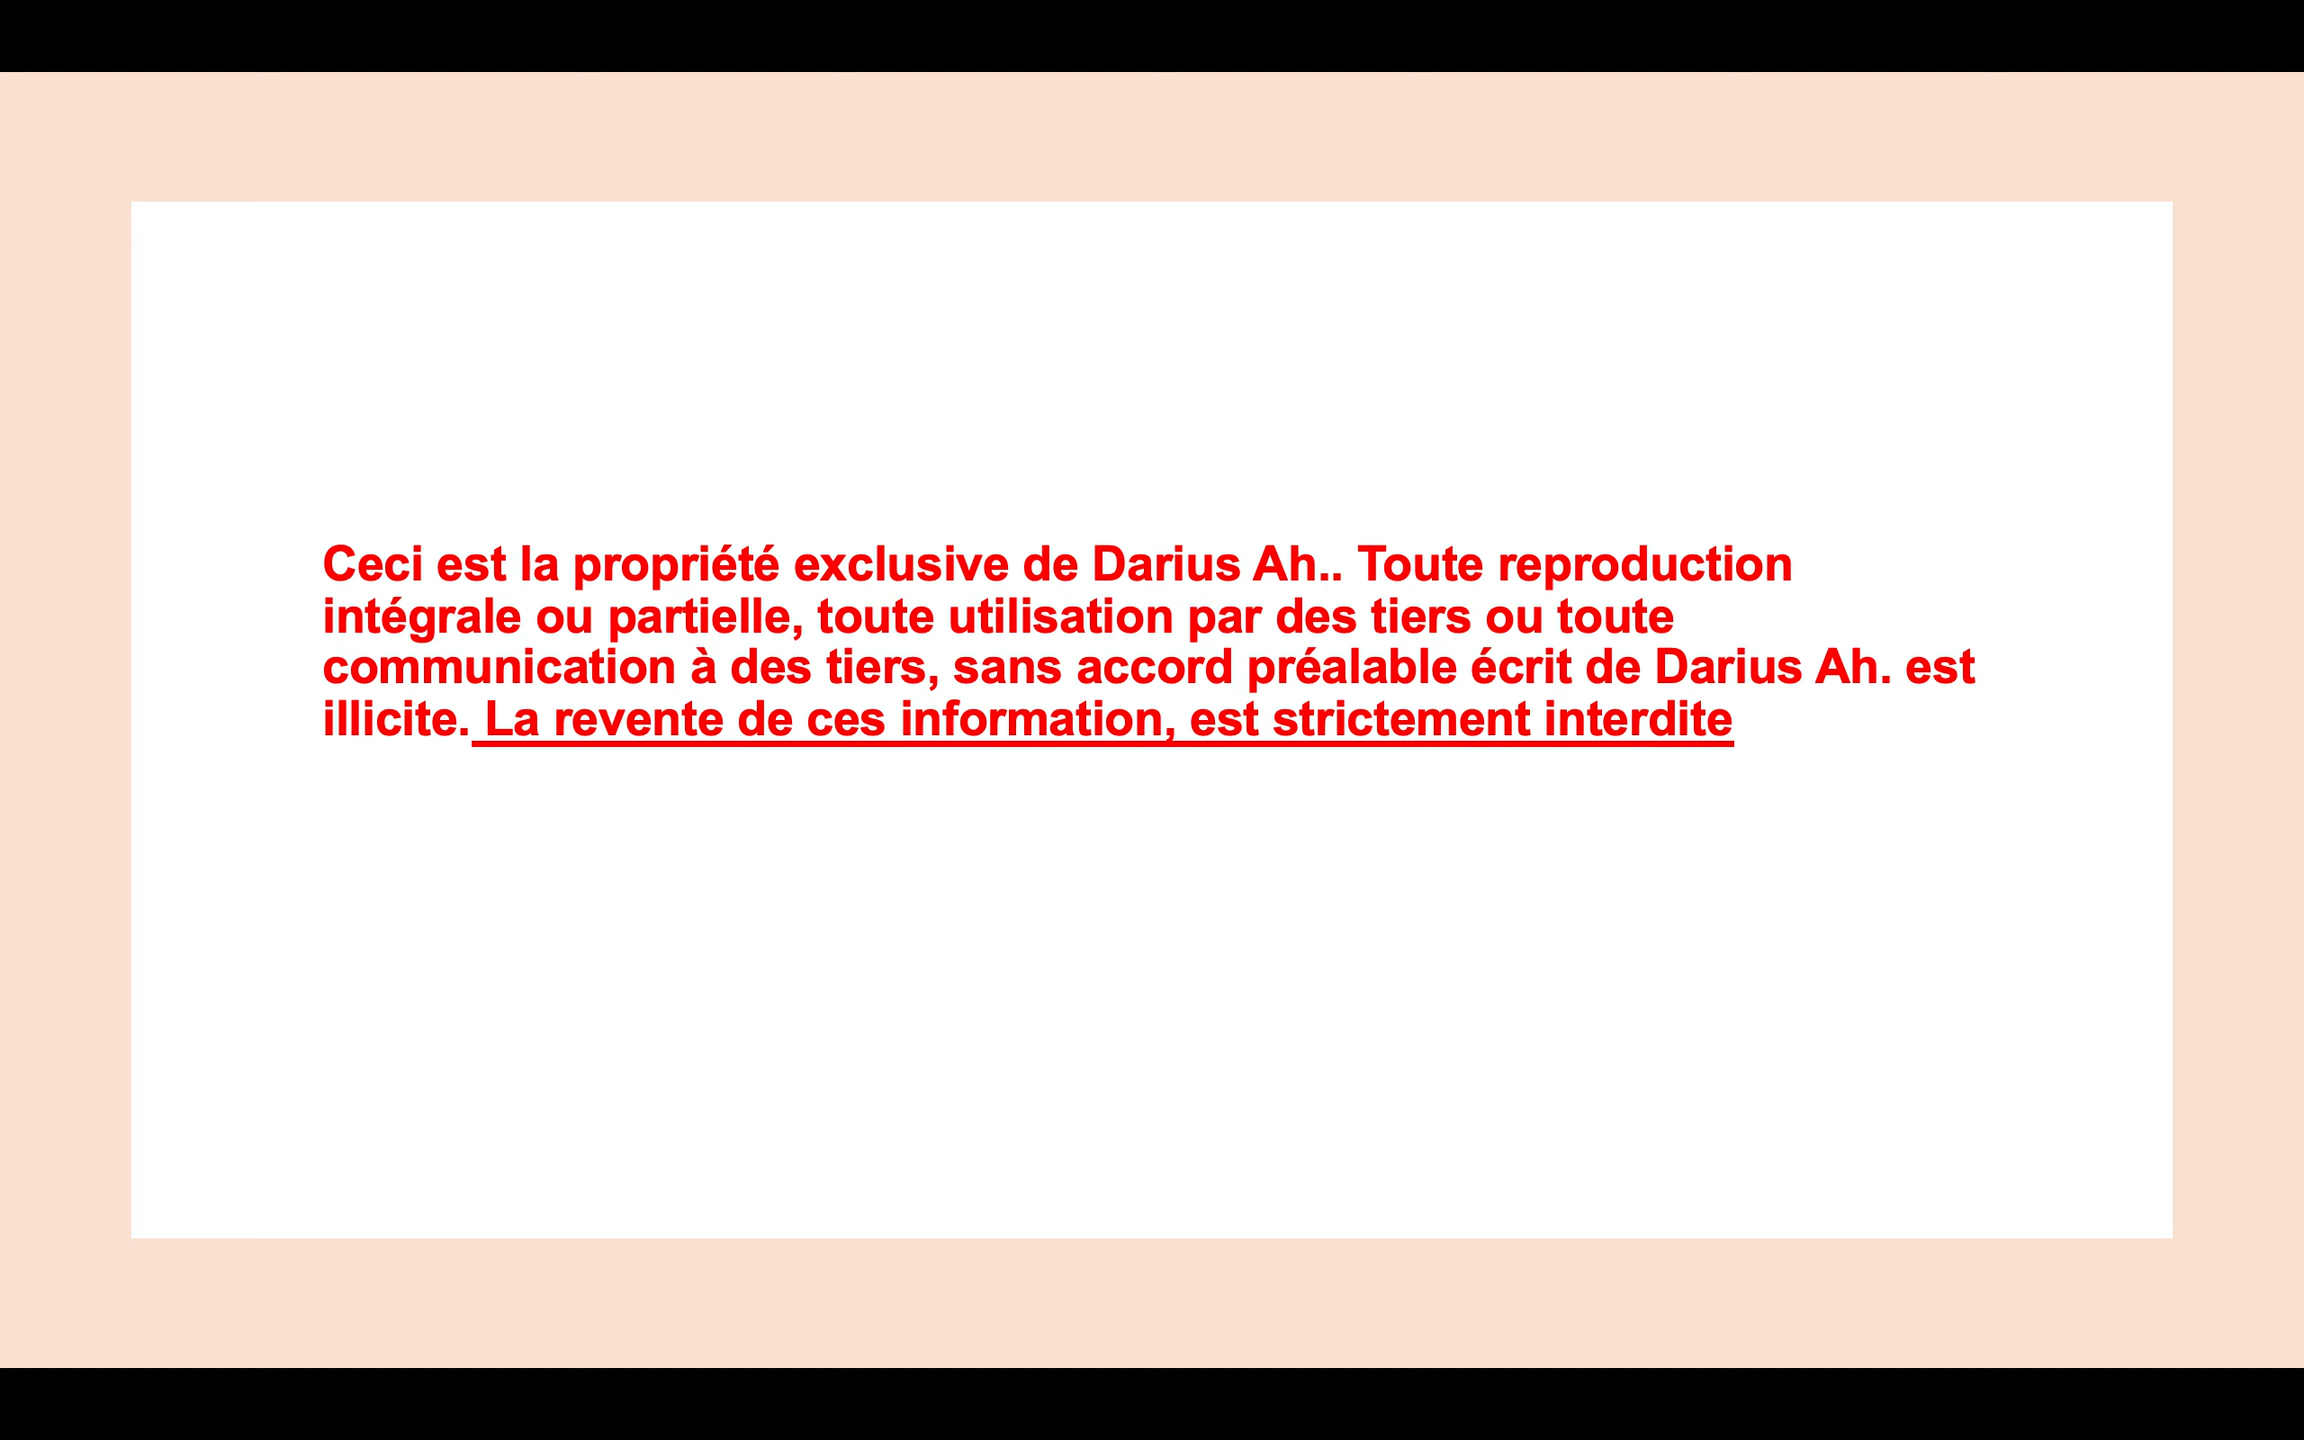 Ceci est la propriété exclusive de Darius Ah.. Toute reproduction
intégrale ou partielle, toute utilisation par des tiers ou toute
communication à des tiers, sans accord préalable écrit de Darius Ah. est
illicite. La revente de ces information, est strictement interdite